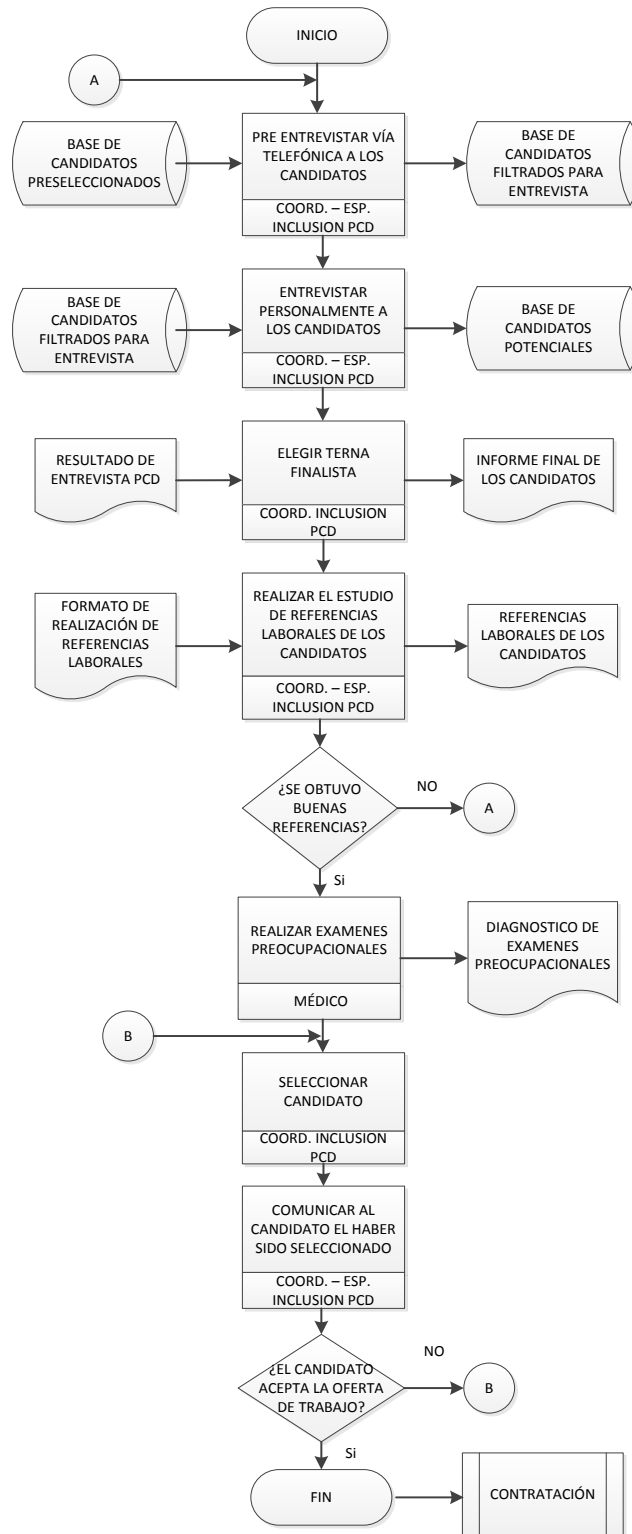 INICIO
A
BASE DE
CANDIDATOS
PRESELECCIONADOS
PRE ENTREVISTAR VÍA
TELEFÓNICA A LOS
CANDIDATOS
COORD. – ESP.
INCLUSION PCD
BASE DE
CANDIDATOS
FILTRADOS PARA
ENTREVISTA
BASE DE
CANDIDATOS
FILTRADOS PARA
ENTREVISTA
ENTREVISTAR
PERSONALMENTE A
LOS CANDIDATOS
COORD. – ESP.
INCLUSION PCD
BASE DE
CANDIDATOS
POTENCIALES
RESULTADO DE
ENTREVISTA PCD
ELEGIR TERNA
FINALISTA
COORD. INCLUSION
PCD
INFORME FINAL DE
LOS CANDIDATOS
FORMATO DE
REALIZACIÓN DE
REFERENCIAS
LABORALES
REALIZAR EL ESTUDIO
DE REFERENCIAS
LABORALES DE LOS
CANDIDATOS
COORD. – ESP.
INCLUSION PCD
REFERENCIAS
LABORALES DE LOS
CANDIDATOS
¿SE OBTUVO
BUENAS
REFERENCIAS?
NO
A
Si
REALIZAR EXAMENES
PREOCUPACIONALES
MÉDICO
DIAGNOSTICO DE
EXAMENES
PREOCUPACIONALES
B
SELECCIONAR
CANDIDATO
COORD. INCLUSION
PCD
COMUNICAR AL
CANDIDATO EL HABER
SIDO SELECCIONADO
COORD. – ESP.
INCLUSION PCD
¿EL CANDIDATO
ACEPTA LA OFERTA
DE TRABAJO?
NO
B
Si
FIN
CONTRATACIÓN